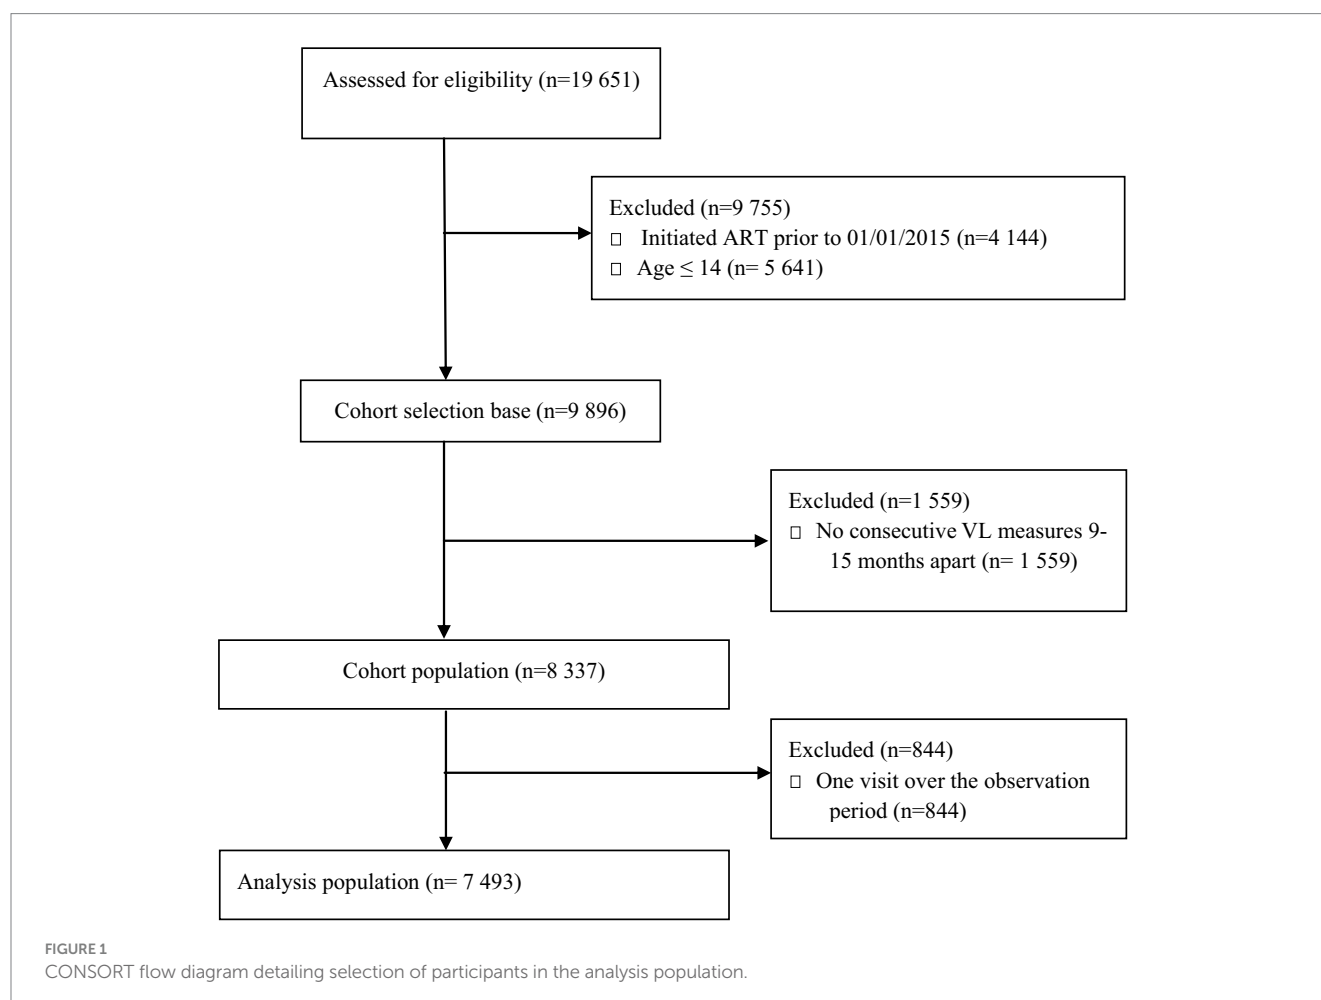 Assessed for eligibility (n=19 651)
Excluded (n=9 755)
Initiated ART prior to 01/01/2015 (n=4 144)
Age ≤ 14 (n= 5 641)
Cohort selection base (n=9 896)
Excluded (n=1 559)
No consecutive VL measures 9-
15 months apart (n= 1 559)
Cohort population (n=8 337)
Excluded (n=844)
One visit over the observation
period (n=844)
Analysis population (n= 7 493)
FIGURE 1
CONSORT flow diagram detailing selection of participants in the analysis population.